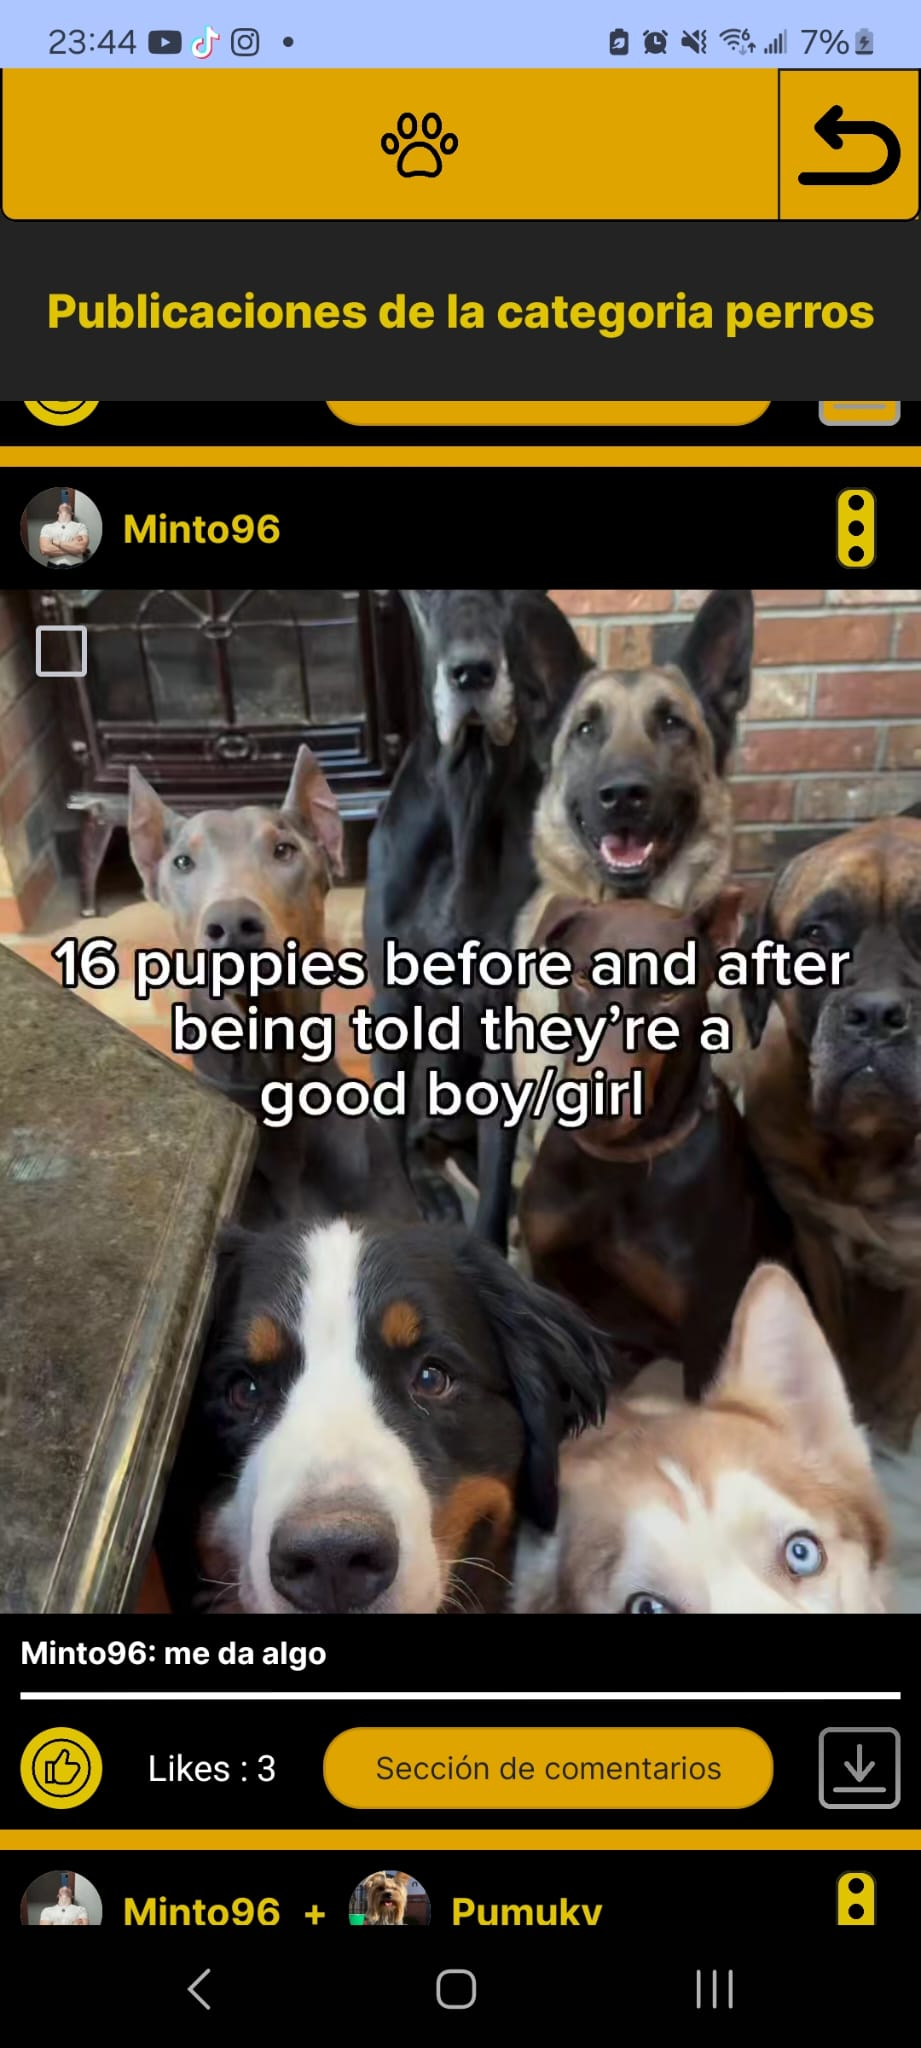 23:44
7%
Publicaciones de la categoria perros
Minto96
16 puppies before and after
being told they’re a
good boy/girl
Minto96: me da algo
Likes : 3
Sección de comentarios
Minto96 + Pumuky